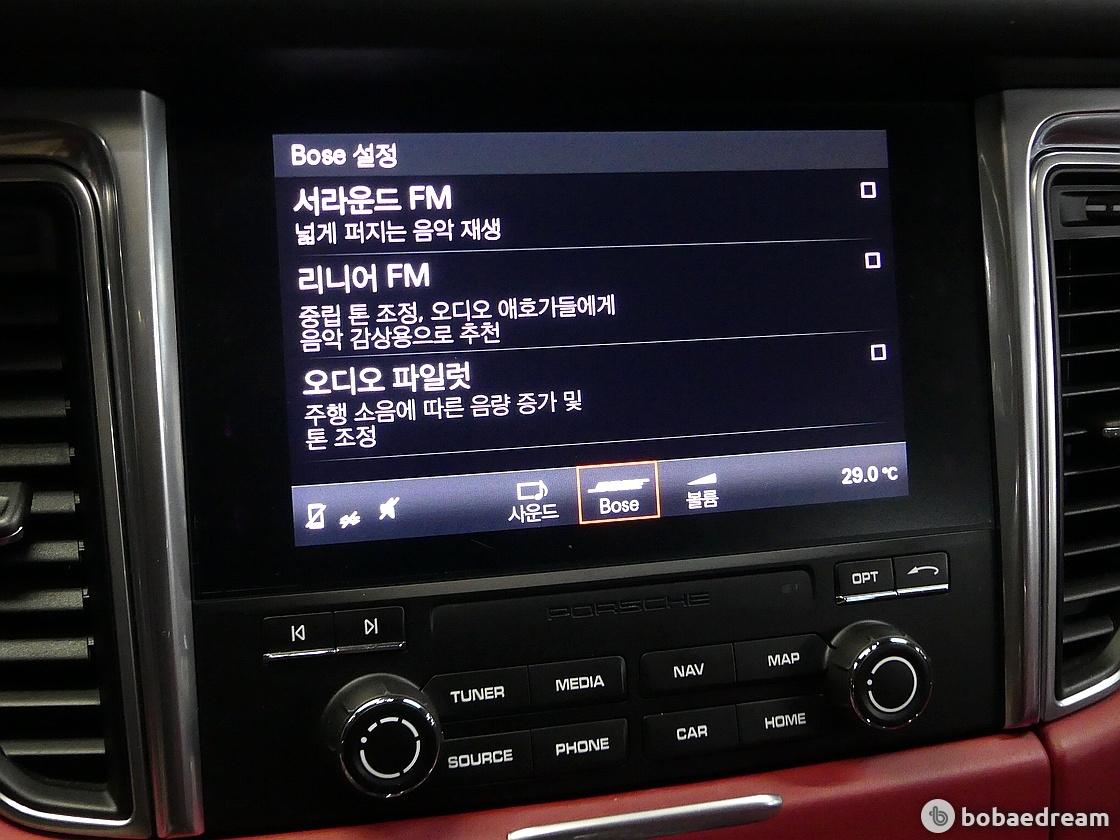 Bose 설정
서라운드 FM
넓게 퍼지는 음악 재생
리니어 FM
중립 톤 조정, 오디오 애호가들에게
음악 감상용으로 추천
오디오 파일럿
주행 소음에 따른 음량 증가 및
톤 조정
사운드
BOSE
Bose
볼륨
29.0 °C
OPT
PORSCHE
TUNER
MEDIA
NAV
MAP
SOURCE
PHONE
CAR
HOME
bobaedream